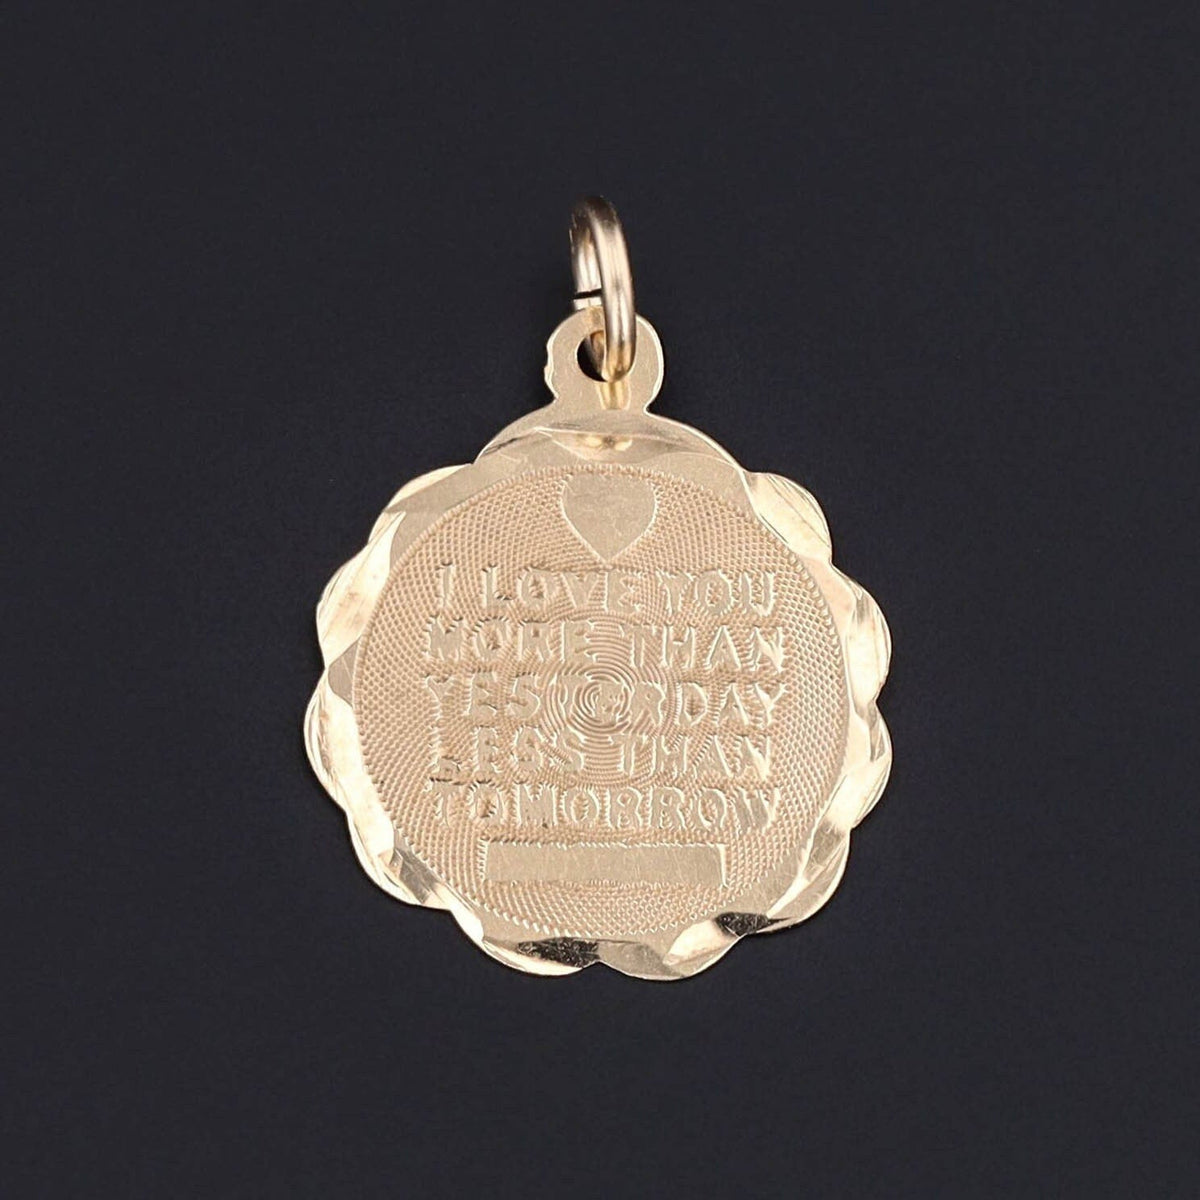 I LOVE YOU
MORE THAN
YESTERDAY
LESS THAN
TOMORROW